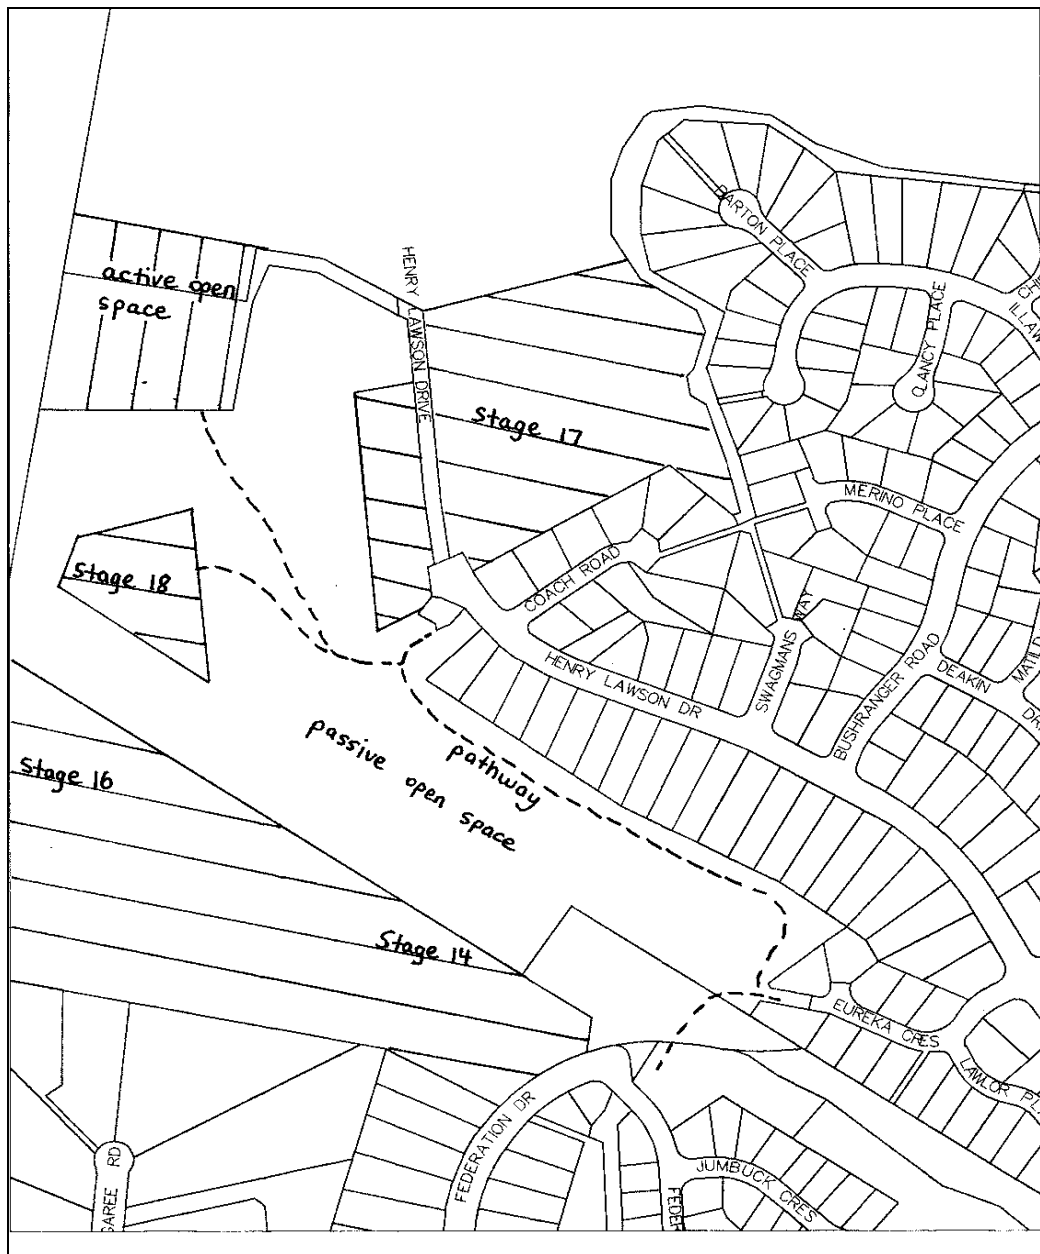 BARTON PLACE
HENRY LAWSON DRIVE
active open
space
CLANCY PLACE
Stage 17
MERINO PLACE
COACH ROAD
Stage 18
SWAGMANS WAY
HENRY LAWSON DR
BUSHRANGER ROAD
DEAKIN
pathway
passive open space
Stage 16
Stage 14
EUREKA CRES
LAWLOR
FEDERATION DR
JUMBUCK CRES
RD